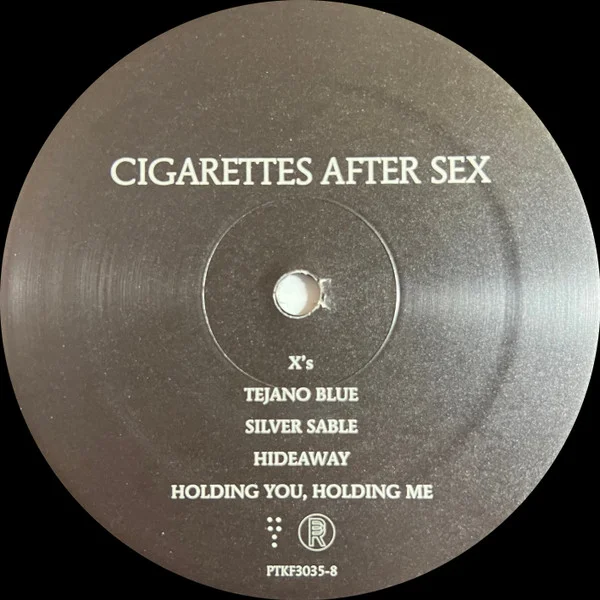 CIGARETTES AFTER SEX
X's
TEJANO BLUE
SILVER SABLE
HIDEAWAY
HOLDING YOU, HOLDING ME
PTKF3035-8